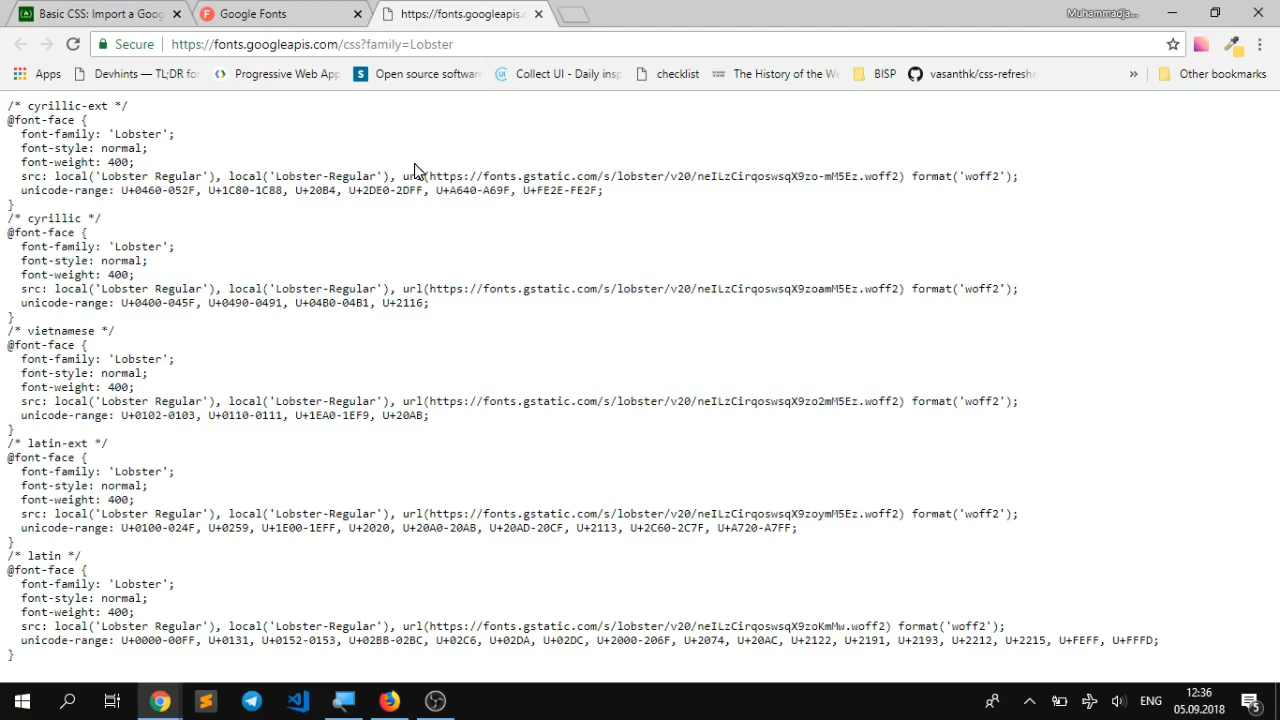 Basic CSS: Import a Goog
Google Fonts
https://fonts.googleapis.c
Muhammadja...
Secure
https://fonts.googleapis.com/css?family=Lobster
Apps
Devhints — TL;DR for
Progressive Web App
Open source softwar
Collect UI - Daily insp
checklist
The History of the We
BISP
vasanthk/css-refreshe
»
Other bookmarks
/* cyrillic-ext */
@font-face {
  font-family: 'Lobster';
  font-style: normal;
  font-weight: 400;
  src: local('Lobster Regular'), local('Lobster-Regular'), url(https://fonts.gstatic.com/s/lobster/v20/neILzCirqoswsqX9zo-mM5Ez.woff2) format('woff2');
  unicode-range: U+0460-052F, U+1C80-1C88, U+20B4, U+2DE0-2DFF, U+A640-A69F, U+FE2E-FE2F;
}
/* cyrillic */
@font-face {
  font-family: 'Lobster';
  font-style: normal;
  font-weight: 400;
  src: local('Lobster Regular'), local('Lobster-Regular'), url(https://fonts.gstatic.com/s/lobster/v20/neILzCirqoswsqX9zoamM5Ez.woff2) format('woff2');
  unicode-range: U+0400-045F, U+0490-0491, U+04B0-04B1, U+2116;
}
/* vietnamese */
@font-face {
  font-family: 'Lobster';
  font-style: normal;
  font-weight: 400;
  src: local('Lobster Regular'), local('Lobster-Regular'), url(https://fonts.gstatic.com/s/lobster/v20/neILzCirqoswsqX9zo2mM5Ez.woff2) format('woff2');
  unicode-range: U+0102-0103, U+0110-0111, U+1EA0-1EF9, U+20AB;
}
/* latin-ext */
@font-face {
  font-family: 'Lobster';
  font-style: normal;
  font-weight: 400;
  src: local('Lobster Regular'), local('Lobster-Regular'), url(https://fonts.gstatic.com/s/lobster/v20/neILzCirqoswsqX9zoymM5Ez.woff2) format('woff2');
  unicode-range: U+0100-024F, U+0259, U+1E00-1EFF, U+2020, U+20A0-20AB, U+20AD-20CF, U+2113, U+2C60-2C7F, U+A720-A7FF;
}
/* latin */
@font-face {
  font-family: 'Lobster';
  font-style: normal;
  font-weight: 400;
  src: local('Lobster Regular'), local('Lobster-Regular'), url(https://fonts.gstatic.com/s/lobster/v20/neILzCirqoswsqX9zoKmMw.woff2) format('woff2');
  unicode-range: U+0000-00FF, U+0131, U+0152-0153, U+02BB-02BC, U+02C6, U+02DA, U+02DC, U+2000-206F, U+2074, U+20AC, U+2122, U+2191, U+2193, U+2212, U+2215, U+FEFF, U+FFFD;
}
ENG
12:36
05.09.2018
5